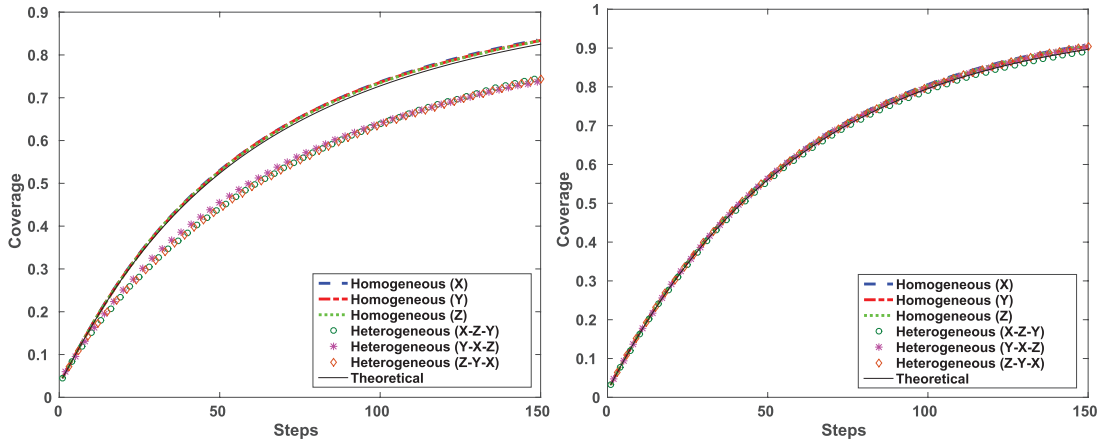 0.9
0.8
0.7
0.6
0.5
0.4
0.3
0.2
0.1
0
Coverage
0
50
100
150
Steps
Homogeneous (X)
Homogeneous (Y)
Homogeneous (Z)
Heterogeneous (X-Z-Y)
Heterogeneous (Y-X-Z)
Heterogeneous (Z-Y-X)
Theoretical
1
0.9
0.8
0.7
0.6
0.5
0.4
0.3
0.2
0.1
0
Coverage
0
50
100
150
Steps
Homogeneous (X)
Homogeneous (Y)
Homogeneous (Z)
Heterogeneous (X-Z-Y)
Heterogeneous (Y-X-Z)
Heterogeneous (Z-Y-X)
Theoretical